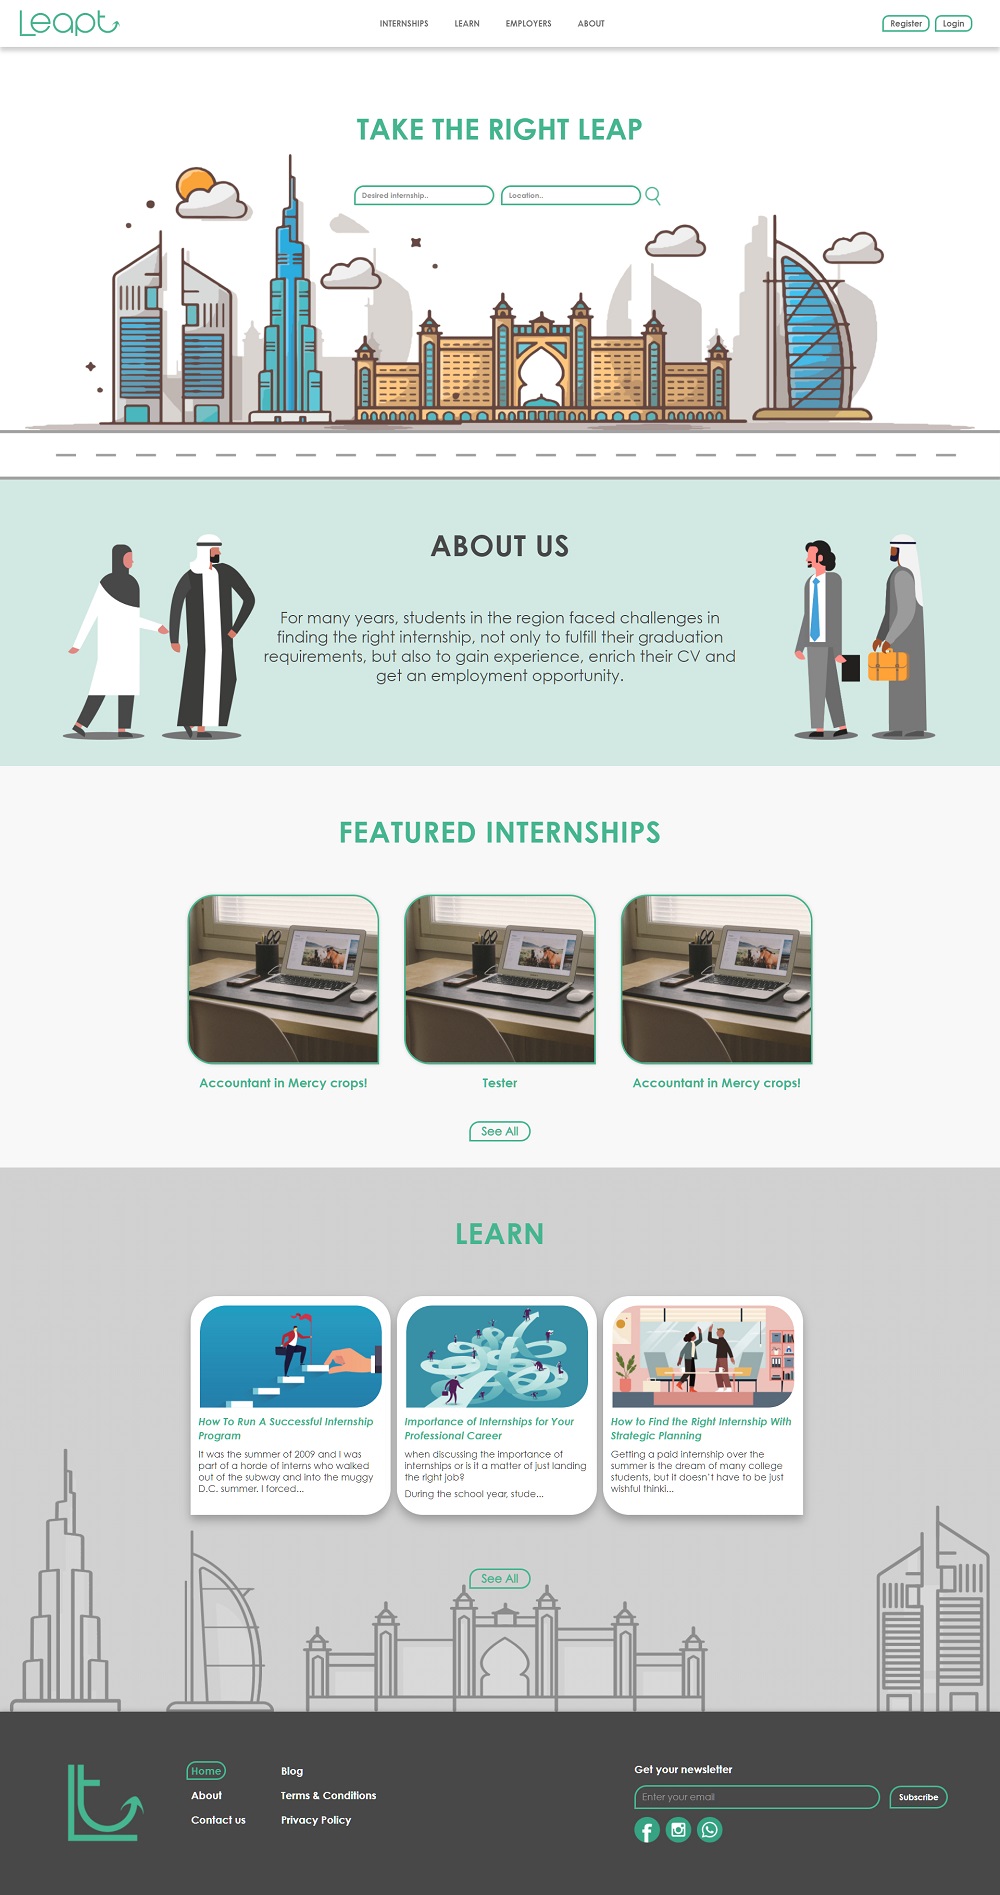 Leapt
INTERNSHIPS LEARN EMPLOYERS ABOUT
Register Login
TAKE THE RIGHT LEAP
Desired internship.. Location..
ABOUT US
For many years, students in the region faced challenges in
finding the right internship, not only to fulfill their graduation
requirements, but also to gain experience, enrich their CV and
get an employment opportunity.
FEATURED INTERNSHIPS
Accountant in Mercy crops!
Tester
Accountant in Mercy crops!
See All
LEARN
How To Run A Successful Internship
Program
It was the summer of 2009 and I was
part of a horde of interns who walked
out of the subway and into the muggy
D.C. summer. I forced...
Importance of Internships for Your
Professional Career
when discussing the importance of
internships or is it a matter of just landing
the right job?
During the school year, stude...
How to Find the Right Internship With
Strategic Planning
Getting a paid internship over the
summer is the dream of many college
students, but it doesn't have to be just
wishful thinki...
See All
Home
About
Contact us
Blog
Terms & Conditions
Privacy Policy
Get your newsletter
Enter your email
Subscribe